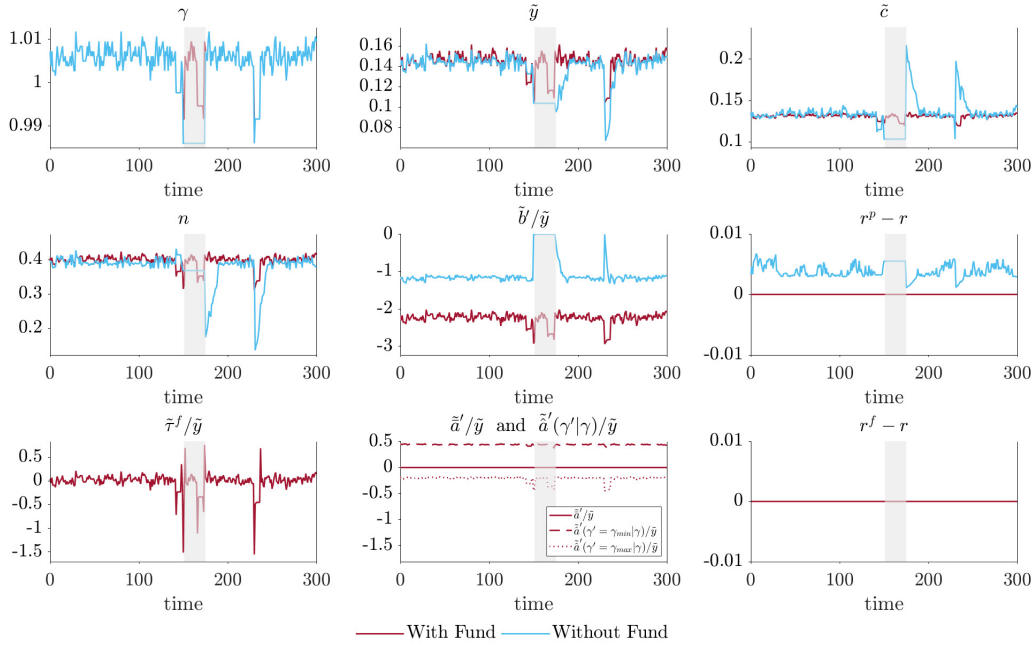 γ
1.01
1
0.99
0 100 200 300
time
ỹ
0.16
0.14
0.12
0.1
0.08
0 100 200 300
time
c̃
0.2
0.15
0.1
0 100 200 300
time
n
0.4
0.3
0.2
0 100 200 300
time
b̃′/ỹ
0
-1
-2
-3
0 100 200 300
time
r^p − r
0.01
0
-0.01
0 100 200 300
time
τ̃^f/ỹ
0.5
0
-0.5
-1
-1.5
0 100 200 300
time
ā̃′/ỹ and ã̂′(γ′|γ)/ỹ
0.5
0
-0.5
-1
-1.5
ā̃′/ỹ
ã̂′(γ′ = γ_min|γ)/ỹ
ã̂′(γ′ = γ_max|γ)/ỹ
0 100 200 300
time
r^f − r
0.01
0
-0.01
0 100 200 300
time
With Fund Without Fund